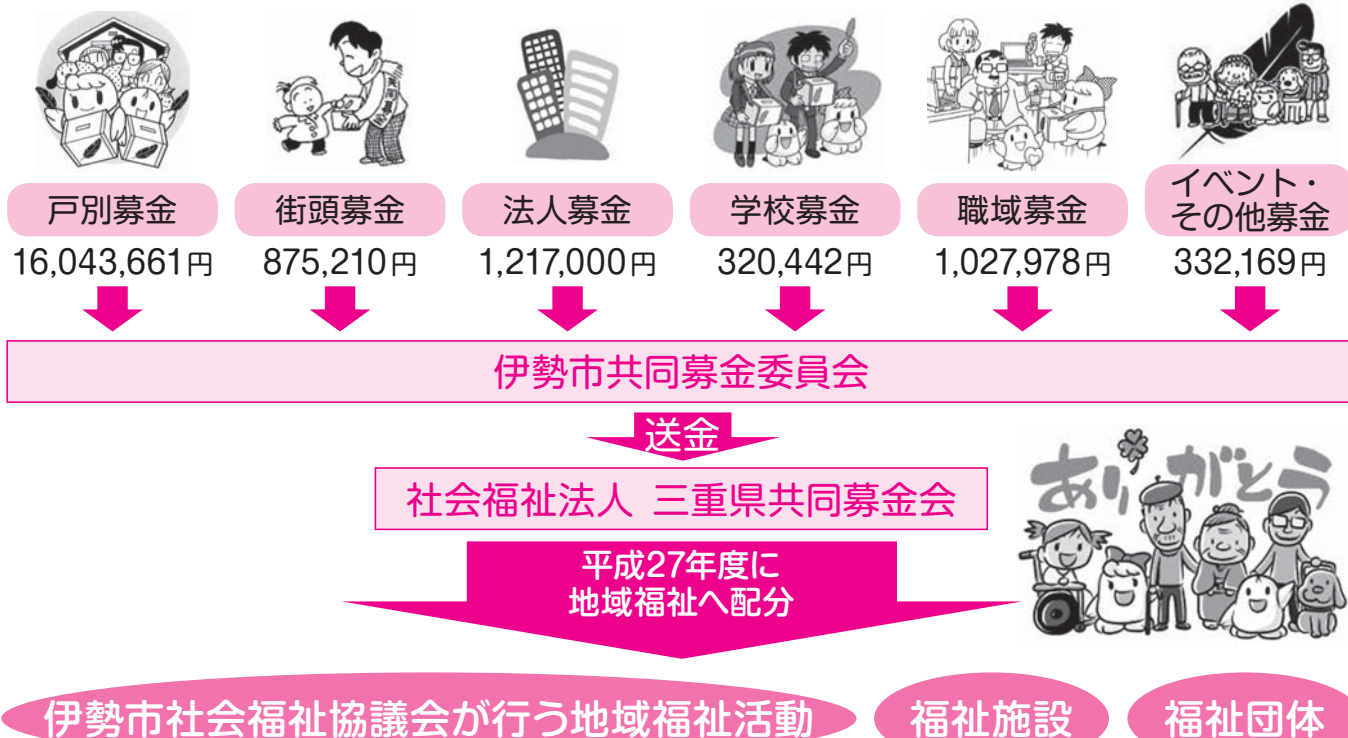 戸別募金
街頭募金
法人募金
学校募金
職域募金
イベント・
その他募金
16,043,661円
875,210円
1,217,000円
320,442円
1,027,978円
332,169円
伊勢市共同募金委員会
送金
社会福祉法人 三重県共同募金会
ありがとう
平成27年度に
地域福祉へ配分
伊勢市社会福祉協議会が行う地域福祉活動
福祉施設
福祉団体